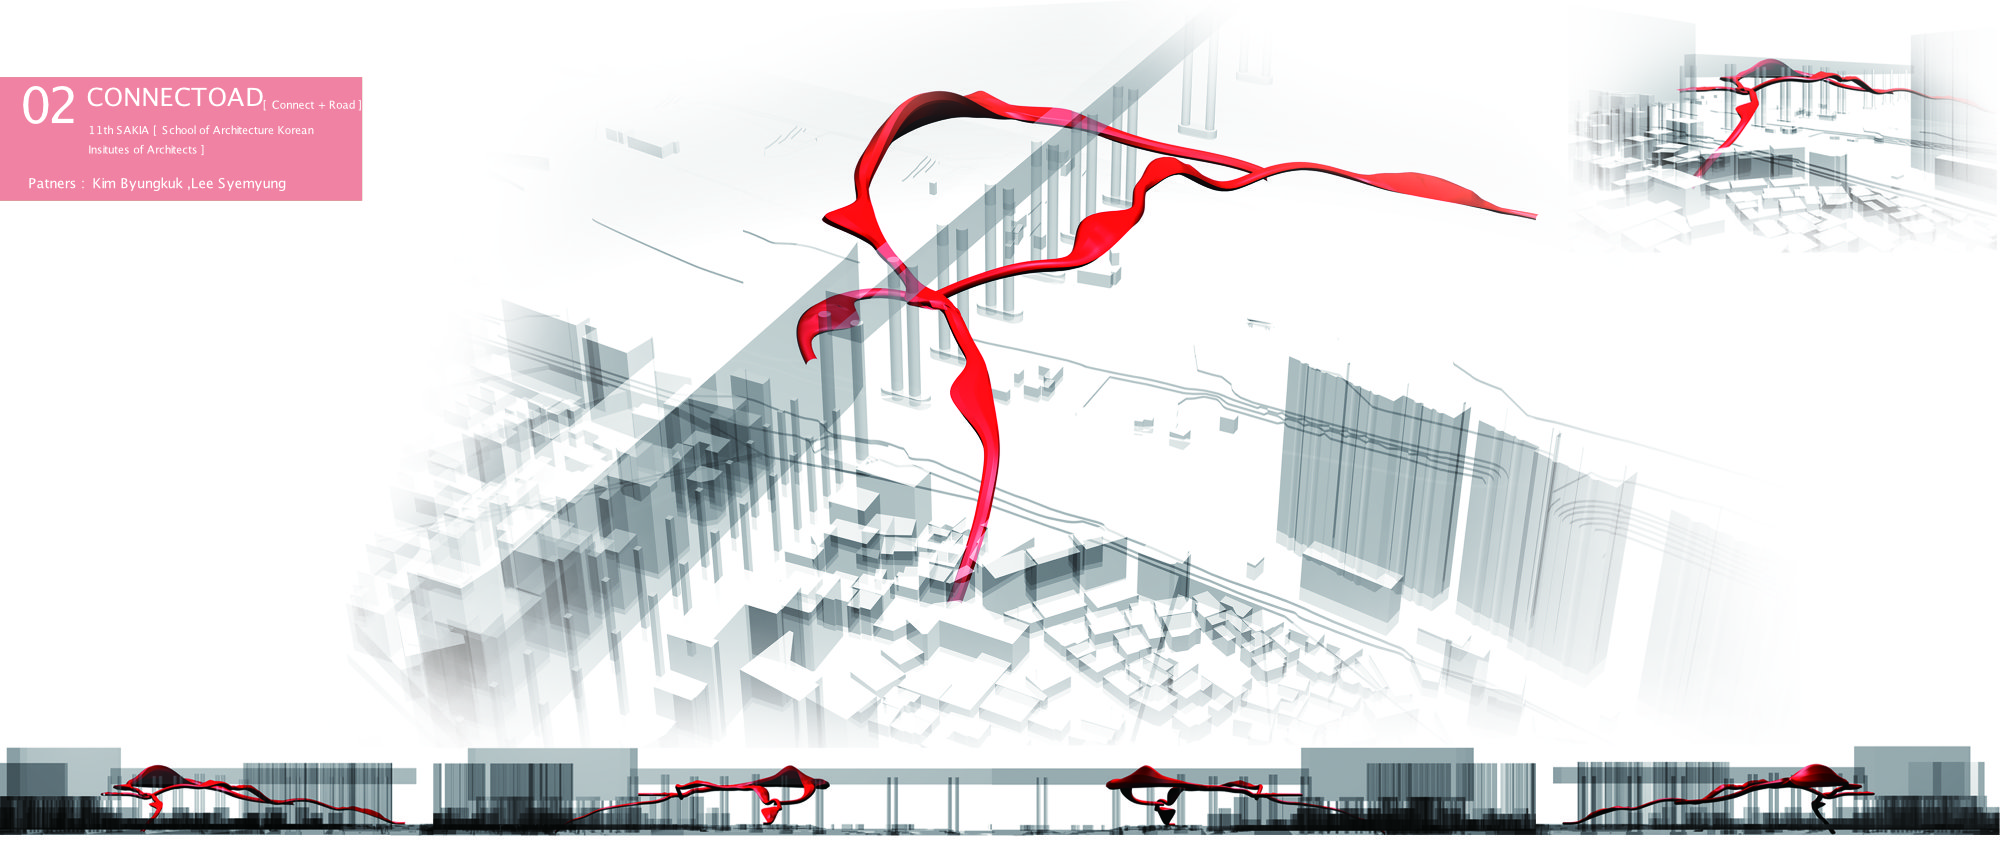 02 CONNECTOAD[ Connect + Road ]
11th SAKIA [ School of Architecture Korean
Insitutes of Architects ]
Patners : Kim Byungkuk ,Lee Syemyung